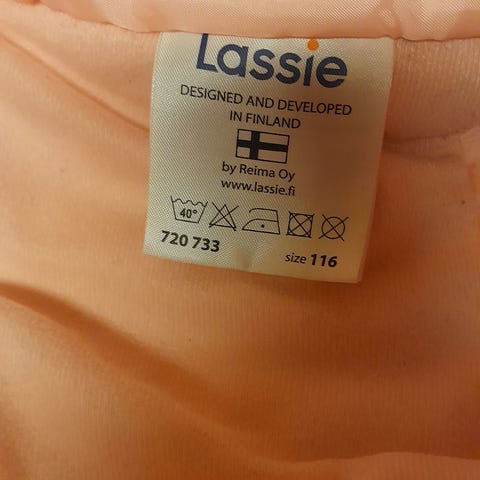 Lassie
DESIGNED AND DEVELOPED
IN FINLAND
by Reima Oy
www.lassie.fi
40°
720 733
size 116